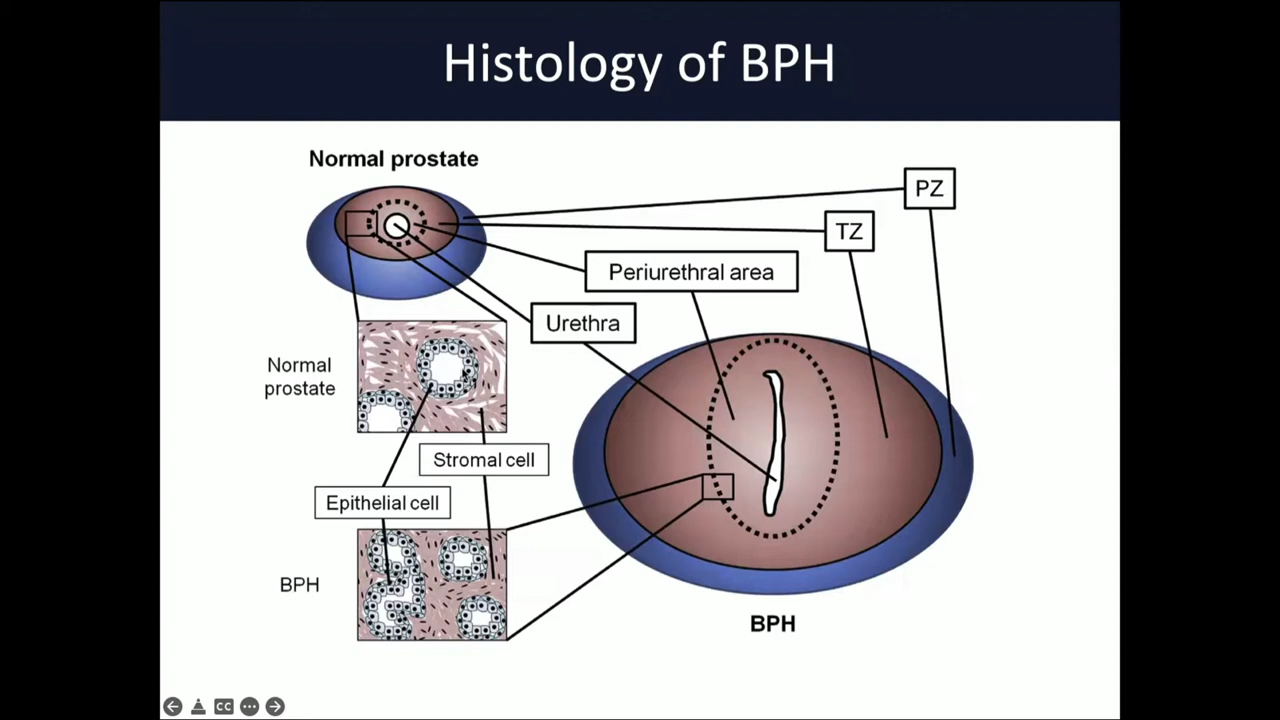 Histology of BPH
Normal prostate
PZ
TZ
Periurethral area
Urethra
Normal
prostate
Stromal cell
Epithelial cell
BPH
BPH
CC